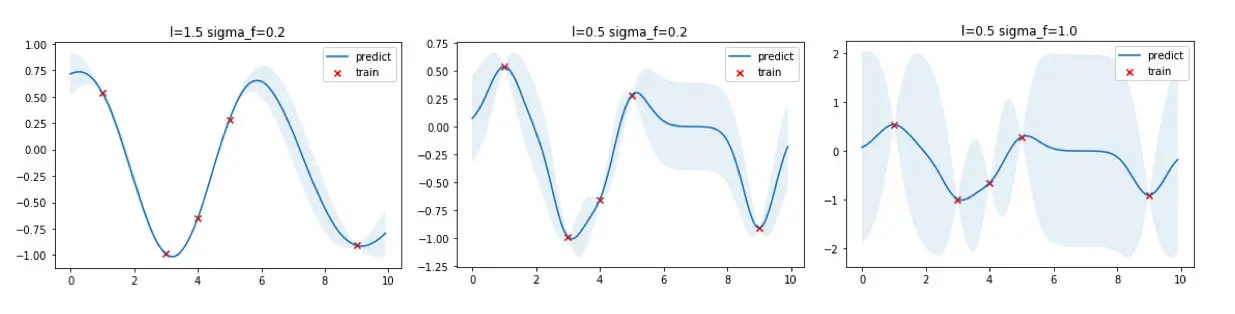 l=1.5 sigma_f=0.2
predict
train
1.00
0.75
0.50
0.25
0.00
-0.25
-0.50
-0.75
-1.00
0 2 4 6 8 10
l=0.5 sigma_f=0.2
predict
train
0.75
0.50
0.25
0.00
-0.25
-0.50
-0.75
-1.00
-1.25
0 2 4 6 8 10
l=0.5 sigma_f=1.0
predict
train
2
1
0
-1
-2
0 2 4 6 8 10